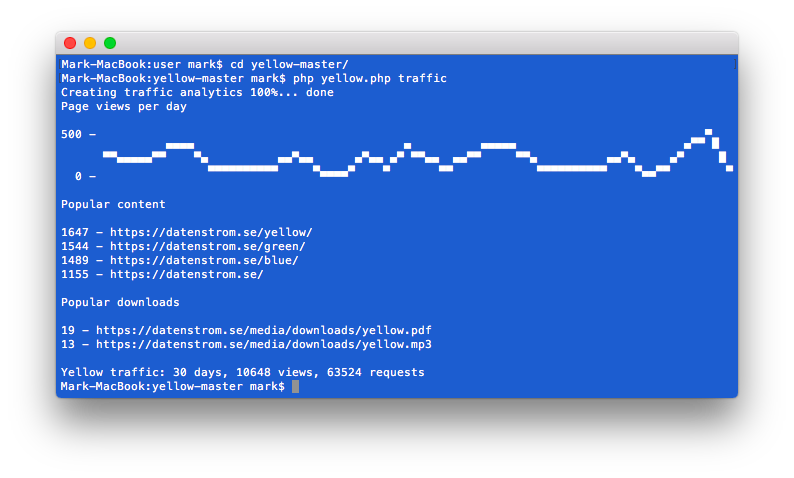 Mark-MacBook:user mark$ cd yellow-master/
Mark-MacBook:yellow-master mark$ php yellow.php traffic
Creating traffic analytics 100%... done
Page views per day
500 -
0 -
Popular content
1647 - https://datenstrom.se/yellow/
1544 - https://datenstrom.se/green/
1489 - https://datenstrom.se/blue/
1155 - https://datenstrom.se/
Popular downloads
19 - https://datenstrom.se/media/downloads/yellow.pdf
13 - https://datenstrom.se/media/downloads/yellow.mp3
Yellow traffic: 30 days, 10648 views, 63524 requests
Mark-MacBook:yellow-master mark$